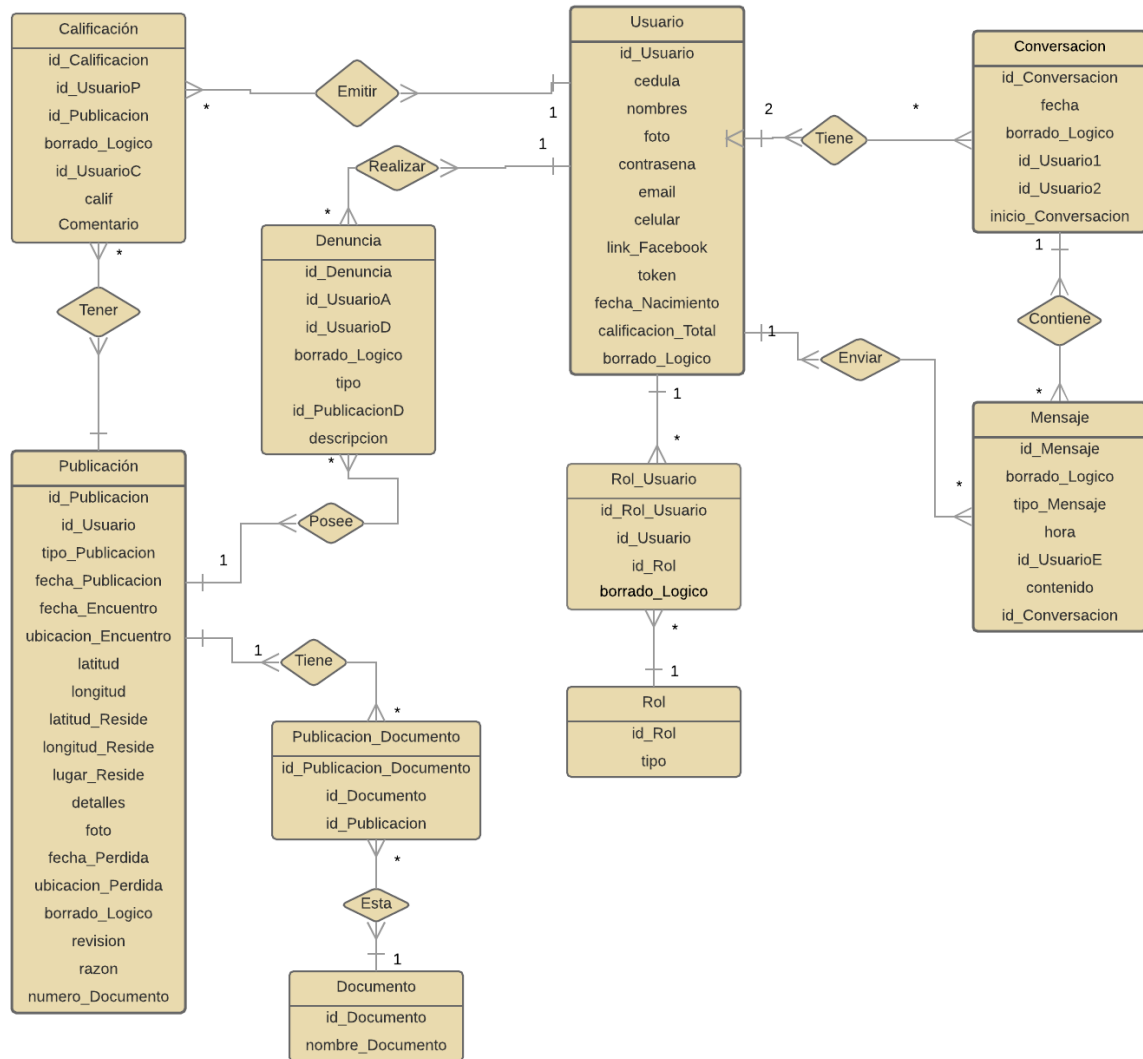 Calificación
id_Calificacion
id_UsuarioP
id_Publicacion
borrado_Logico
id_UsuarioC
calif
Comentario
*
Emitir
1
*
Tener
Realizar
1
*
Denuncia
id_Denuncia
id_UsuarioA
id_UsuarioD
borrado_Logico
tipo
id_PublicacionD
descripcion
*
Posee
1
Usuario
id_Usuario
cedula
nombres
foto
contrasena
email
celular
link_Facebook
token
fecha_Nacimiento
calificacion_Total
borrado_Logico
2
Tiene
*
Conversacion
id_Conversacion
fecha
borrado_Logico
id_Usuario1
id_Usuario2
inicio_Conversacion
1
Contiene
*
1
Enviar
*
Mensaje
id_Mensaje
borrado_Logico
tipo_Mensaje
hora
id_UsuarioE
contenido
id_Conversacion
1
*
Rol_Usuario
id_Rol_Usuario
id_Usuario
id_Rol
borrado_Logico
*
1
Rol
id_Rol
tipo
Publicación
id_Publicacion
id_Usuario
tipo_Publicacion
fecha_Publicacion
fecha_Encuentro
ubicacion_Encuentro
latitud
longitud
latitud_Reside
longitud_Reside
lugar_Reside
detalles
foto
fecha_Perdida
ubicacion_Perdida
borrado_Logico
revision
razon
numero_Documento
1
Tiene
*
Publicacion_Documento
id_Publicacion_Documento
id_Documento
id_Publicacion
*
Esta
1
Documento
id_Documento
nombre_Documento